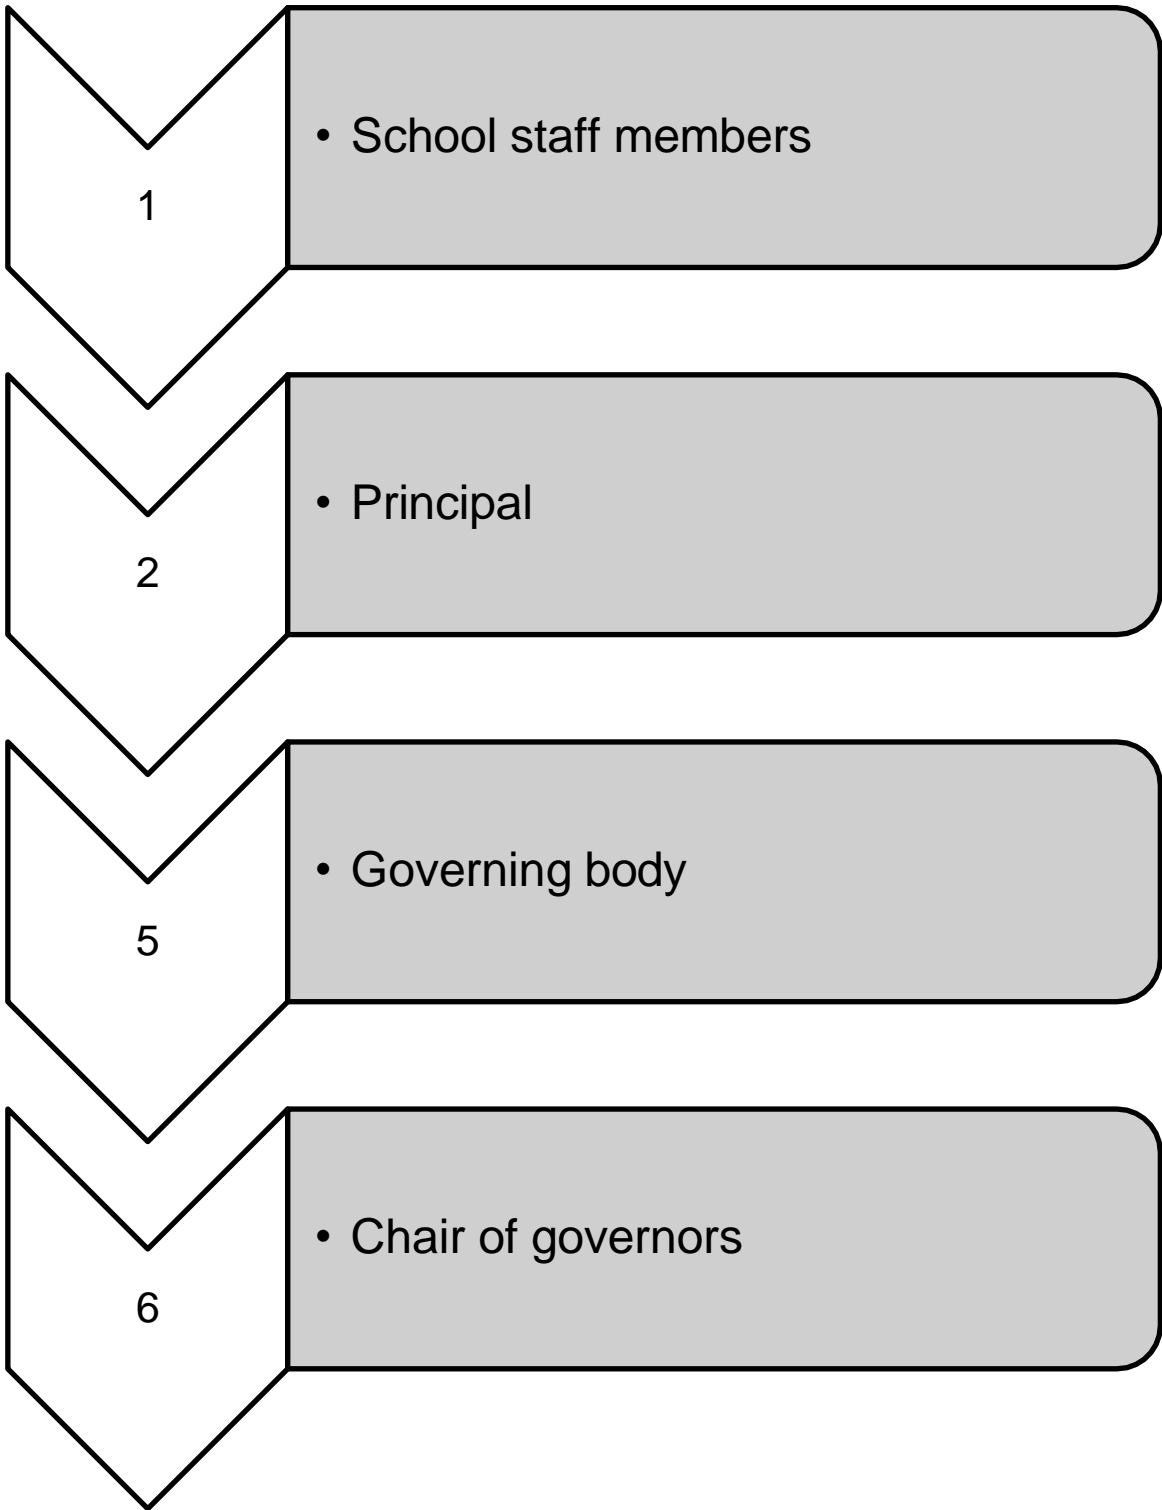 1
• School staff members
2
• Principal
5
• Governing body
6
• Chair of governors